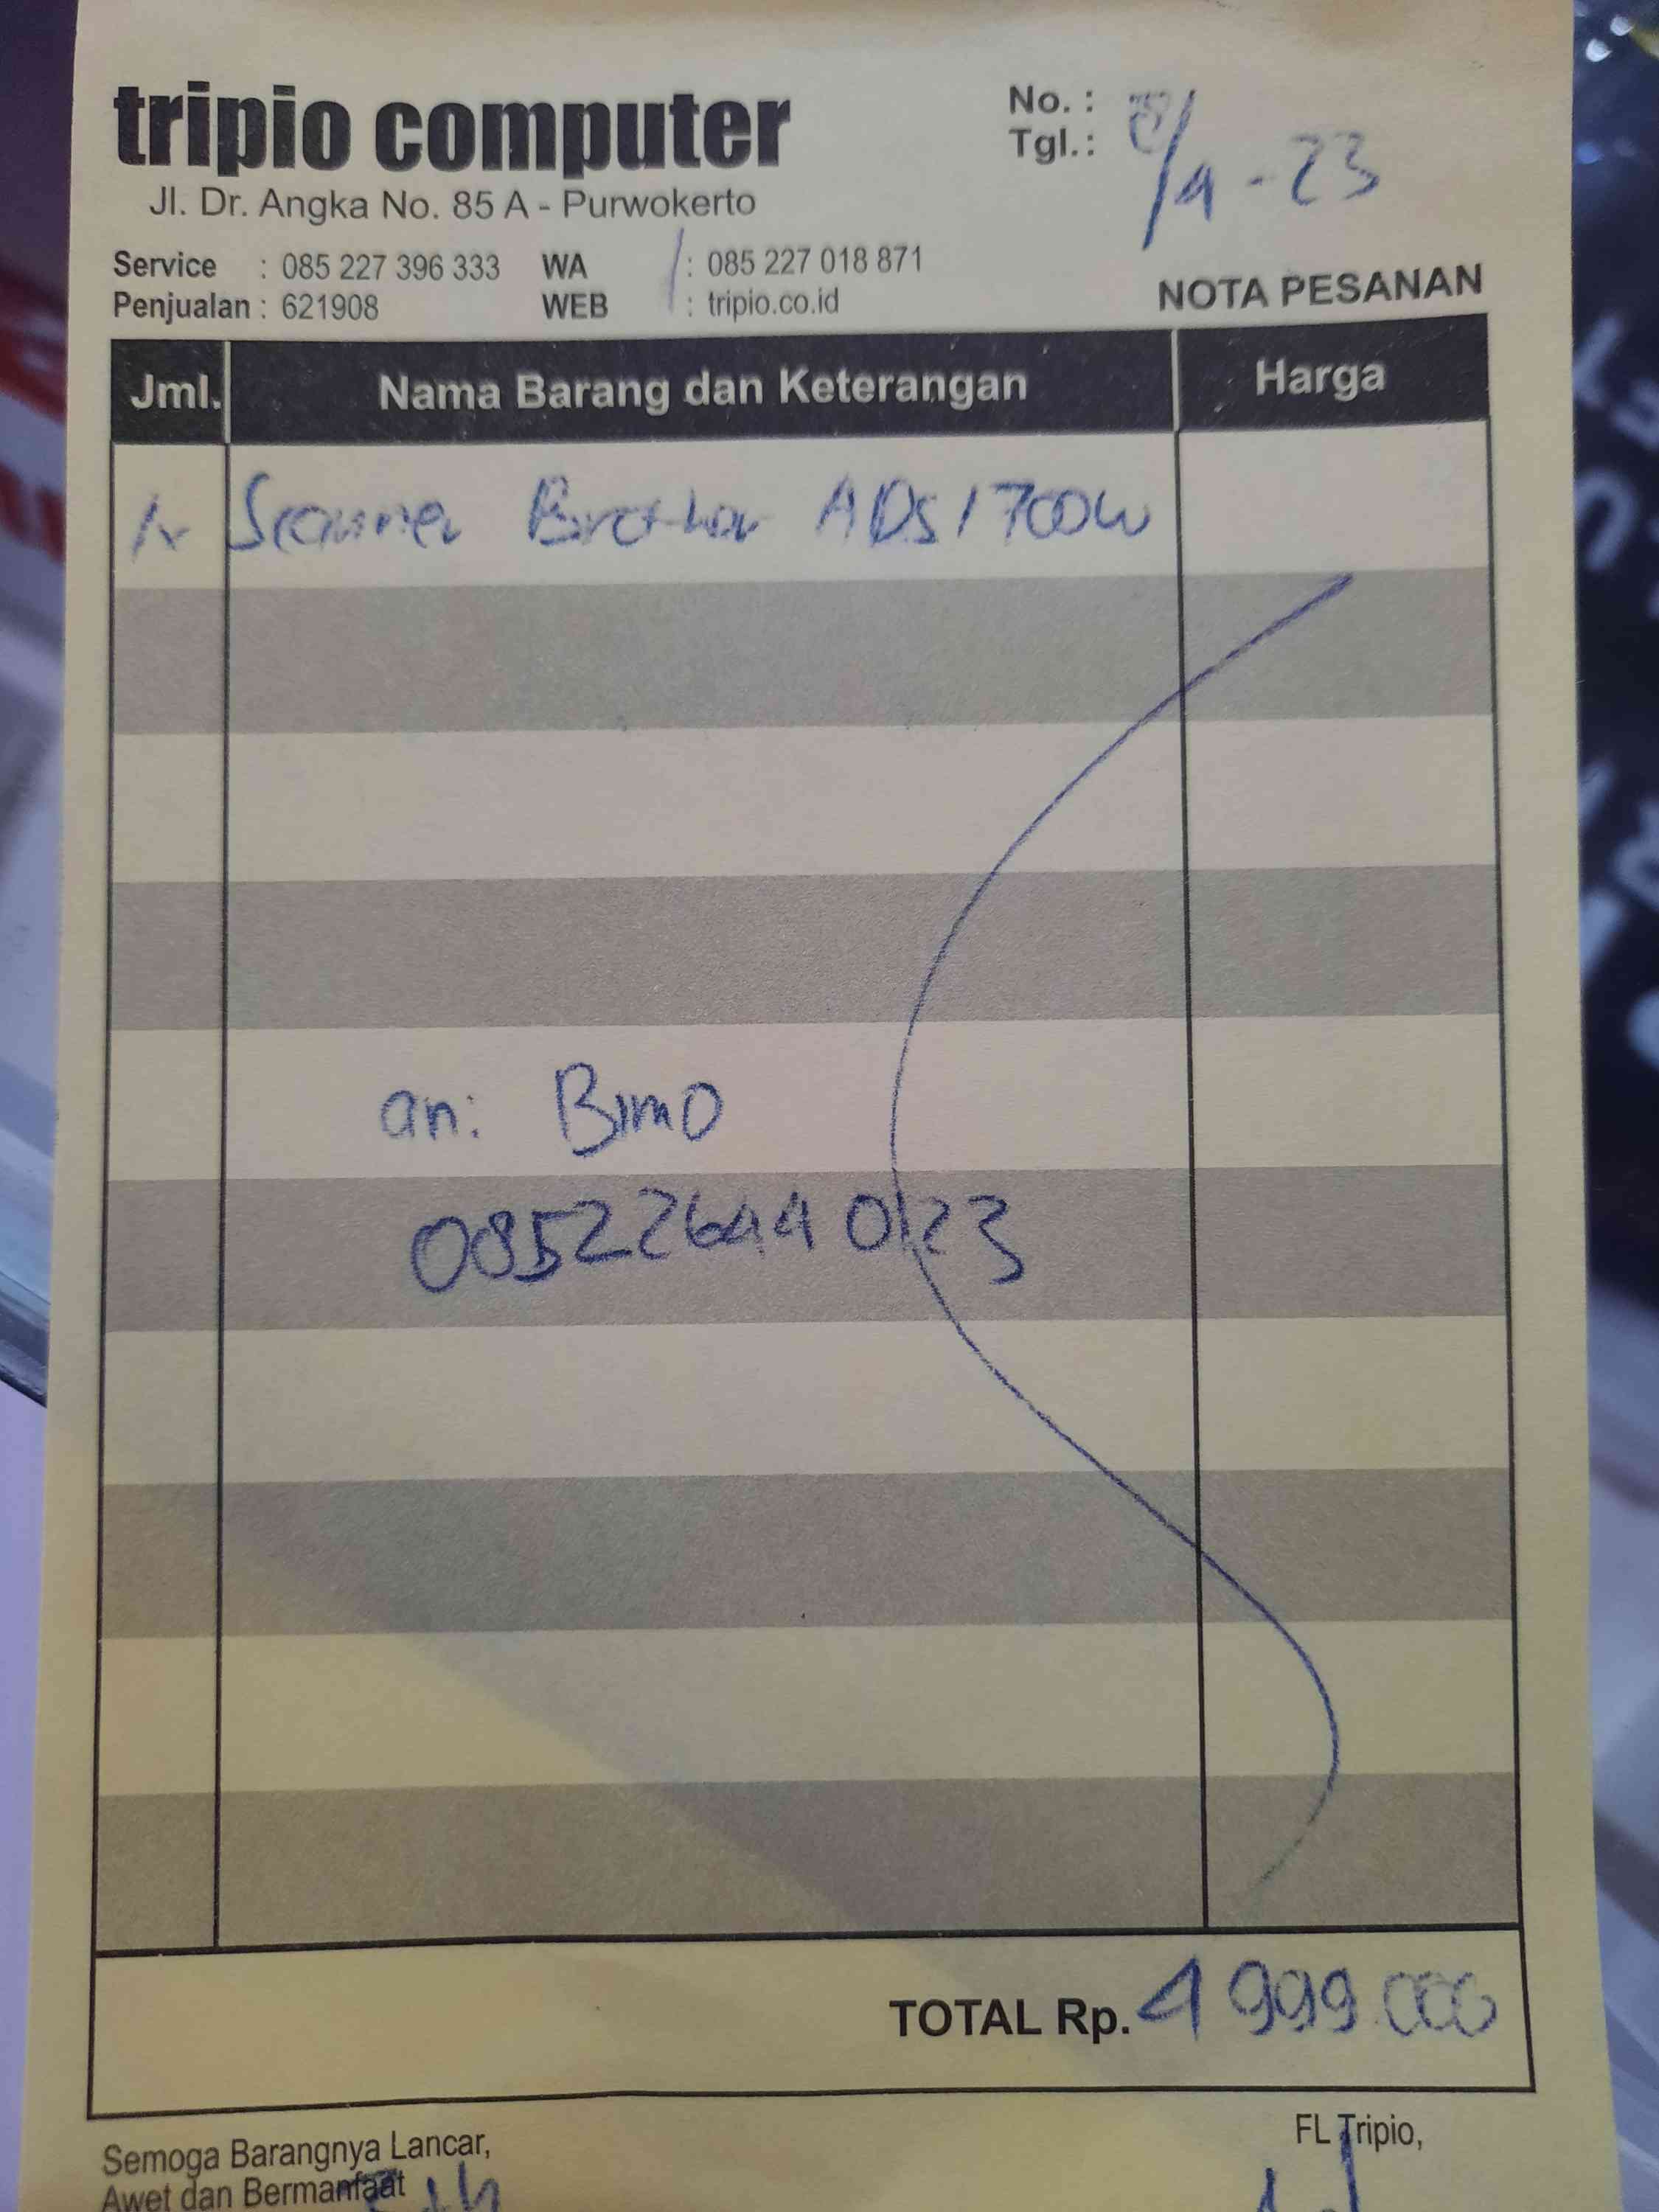 tripio computer
Jl. Dr. Angka No. 85 A - Purwokerto
No. :
Tgl. : 8/4-23
Service : 085 227 396 333 WA : 085 227 018 871
Penjualan : 621908 WEB : tripio.co.id
NOTA PESANAN
Jml. Nama Barang dan Keterangan Harga
1x Scanner Brother ADS1700W
an: BimO
085226440123
TOTAL Rp. 4 999.000
Semoga Barangnya Lancar,
Awet dan Bermanfaat
FL Tripio,